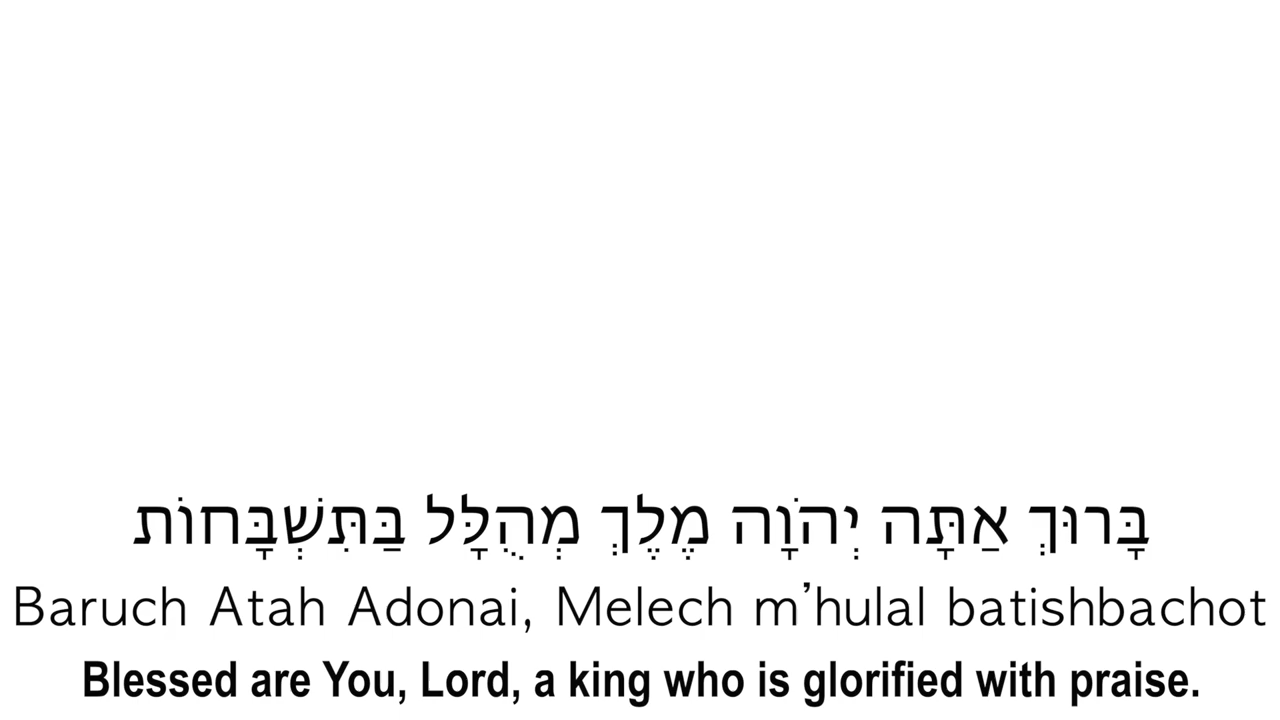 בָּרוּךְ אַתָּה יְהֹוָה מֶלֶךְ מְהֻלָּל בַּתִּשְׁבָּחוֹת
Baruch Atah Adonai, Melech m’hulal batishbachot
Blessed are You, Lord, a king who is glorified with praise.